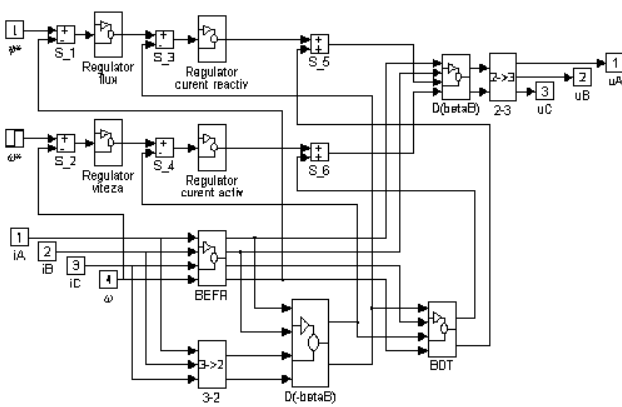 S_1
Regulator
flux
S_3
Regulator
curent reactiv
+
-
+
-
+
+
S_5
D(betaB)
2->3
2-3
1
uA
2
uB
3
uC
ω*
+
-
S_2
Regulator
viteza
+
-
S_4
Regulator
curent activ
+
+
S_6
1
iA
2
iB
3
iC
4
ω
BEFR
3->2
3-2
D(-betaB)
BDT